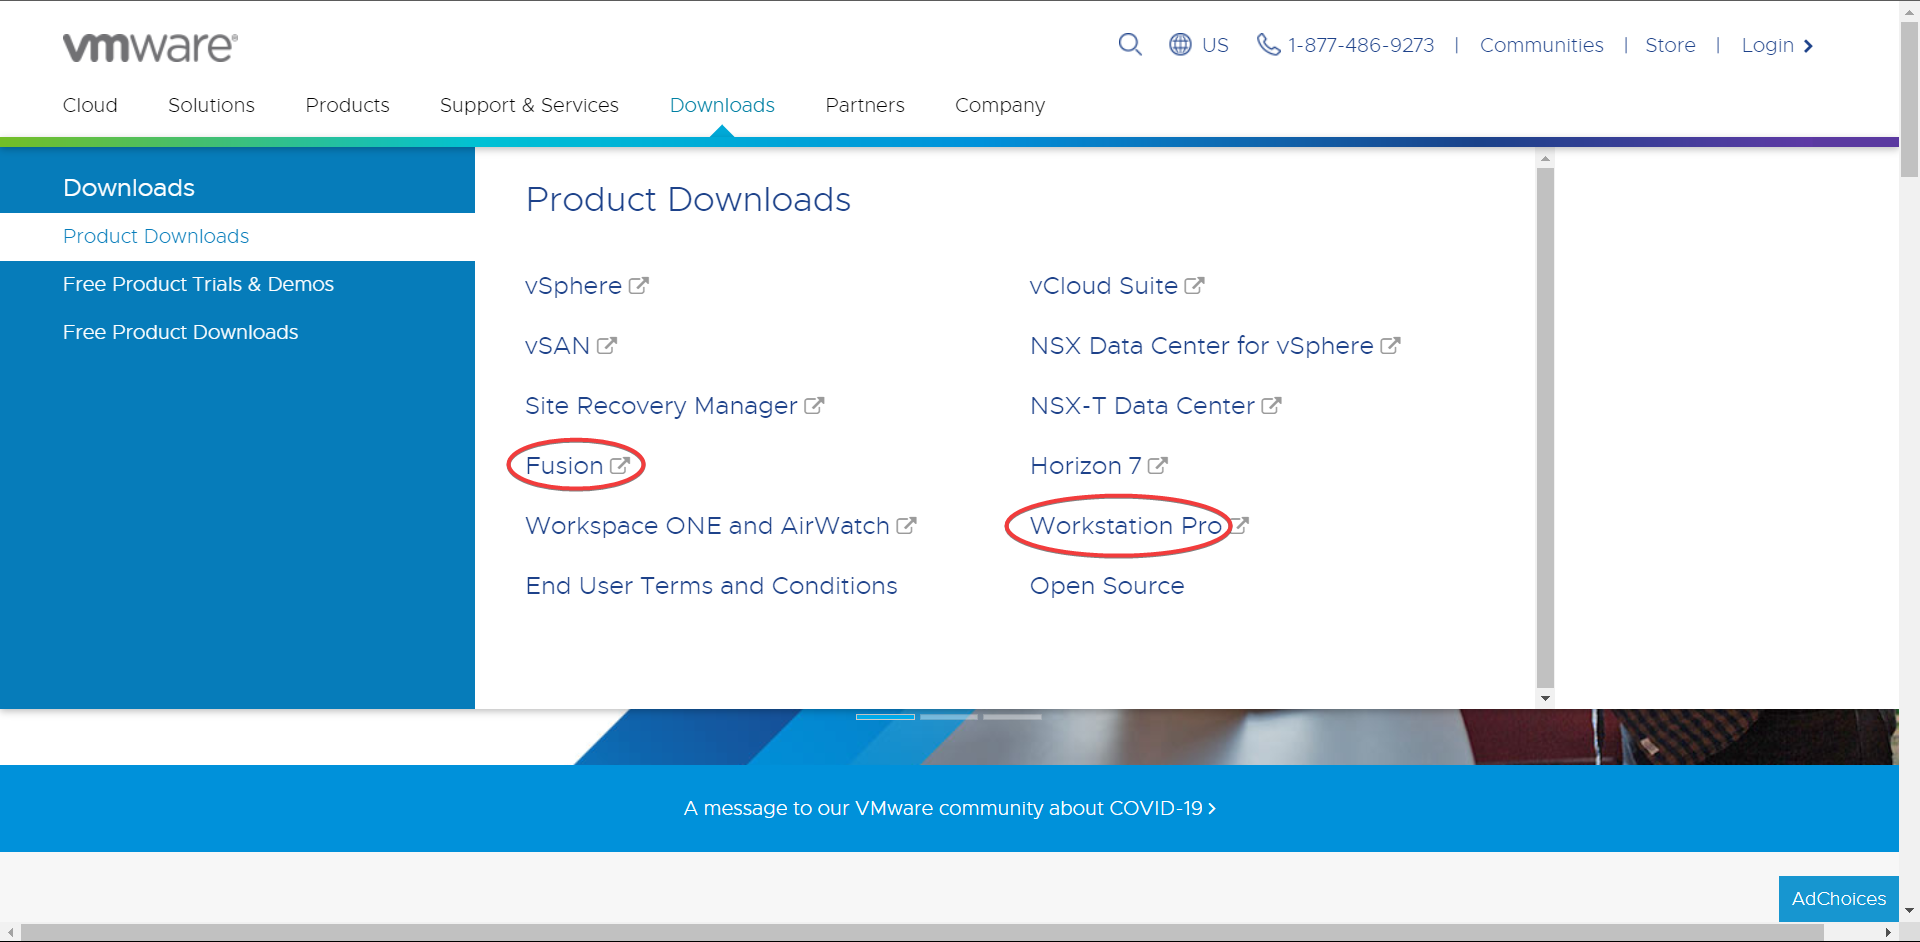 vmware®
US 1-877-486-9273 | Communities | Store | Login
Cloud Solutions Products Support & Services Downloads Partners Company
Downloads
Product Downloads
Free Product Trials & Demos
Free Product Downloads
Product Downloads
vSphere vCloud Suite
vSAN NSX Data Center for vSphere
Site Recovery Manager NSX-T Data Center
Fusion Horizon 7
Workspace ONE and AirWatch Workstation Pro
End User Terms and Conditions Open Source
A message to our VMware community about COVID-19
AdChoices